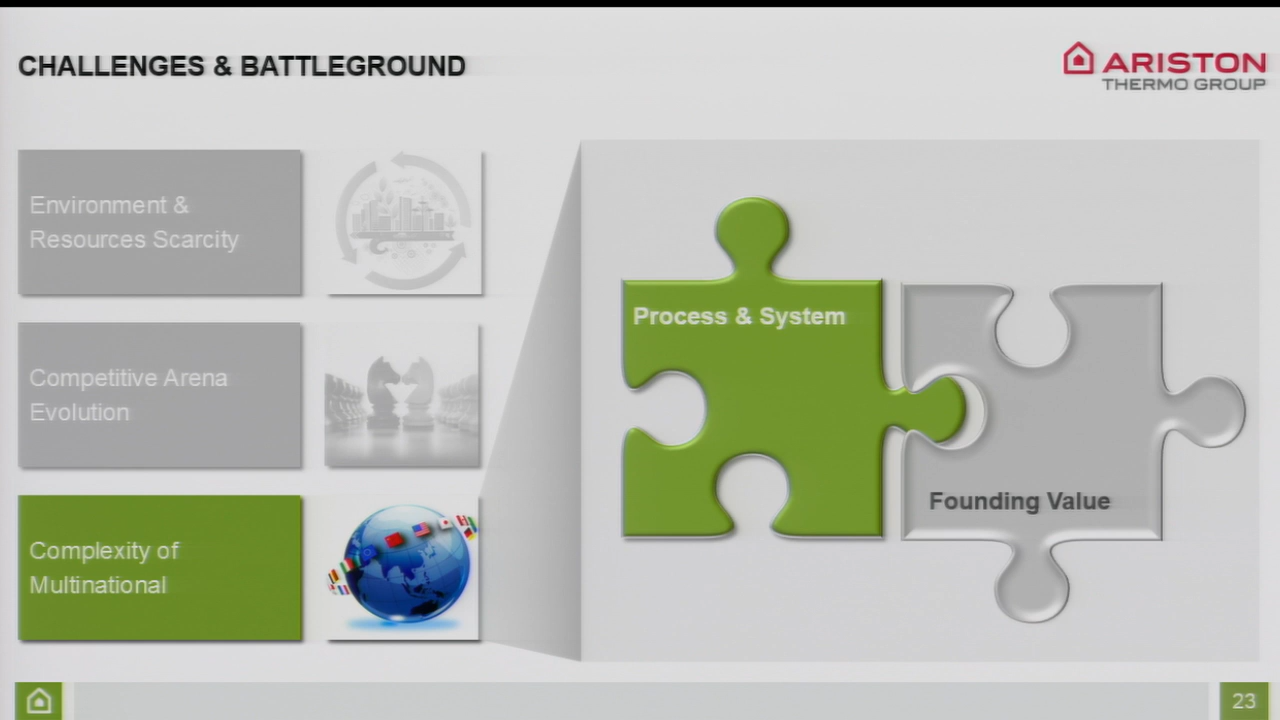 CHALLENGES & BATTLEGROUND
ARISTON
THERMO GROUP
Environment &
Resources Scarcity
Competitive Arena
Evolution
Complexity of
Multinational
Process & System
Founding Value
23